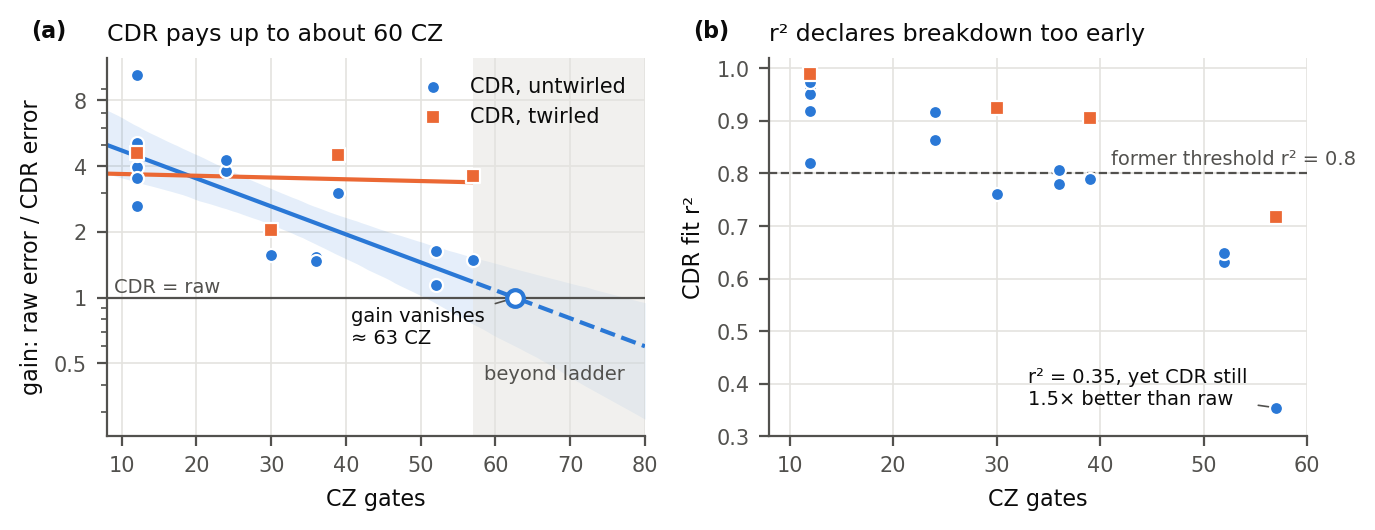 (a) CDR pays up to about 60 CZ
CDR, untwirled
CDR, twirled
gain: raw error / CDR error
8
4
2
1
0.5
CDR = raw
gain vanishes
≈ 63 CZ
beyond ladder
10 20 30 40 50 60 70 80
CZ gates
(b) r² declares breakdown too early
CDR fit r²
1.0
0.9
0.8
0.7
0.6
0.5
0.4
0.3
former threshold r² = 0.8
r² = 0.35, yet CDR still
1.5× better than raw
10 20 30 40 50 60
CZ gates